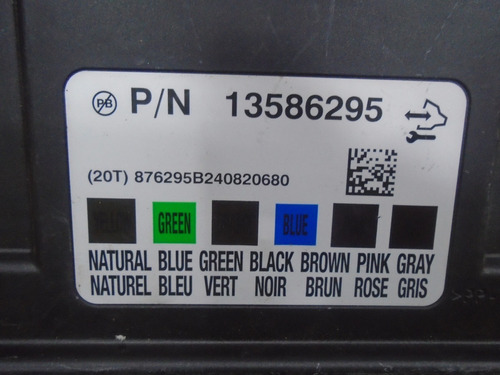 PB P/N 13586295
(20T) 876295B240820680
GREEN BLUE
NATURAL BLUE GREEN BLACK BROWN PINK GRAY
NATUREL BLEU VERT NOIR BRUN ROSE GRIS